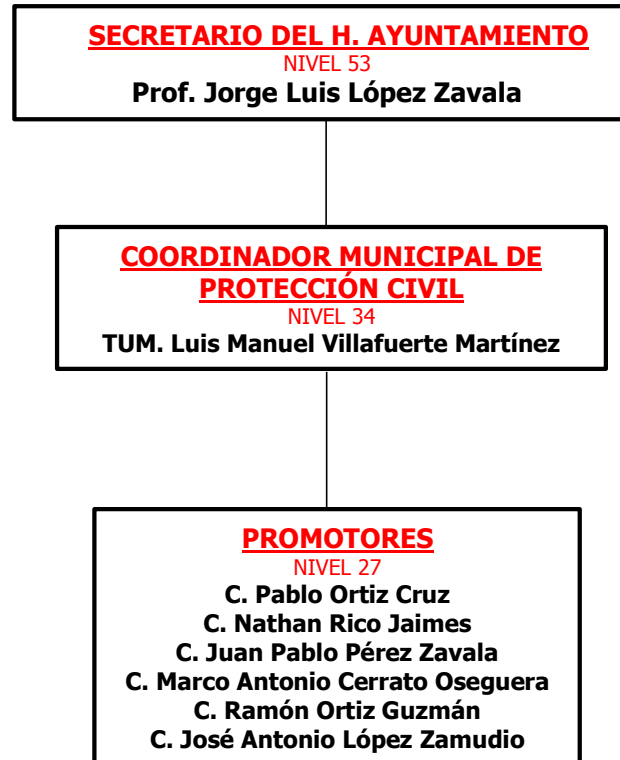 SECRETARIO DEL H. AYUNTAMIENTO
NIVEL 53
Prof. Jorge Luis López Zavala
COORDINADOR MUNICIPAL DE
PROTECCIÓN CIVIL
NIVEL 34
TUM. Luis Manuel Villafuerte Martínez
PROMOTORES
NIVEL 27
C. Pablo Ortiz Cruz
C. Nathan Rico Jaimes
C. Juan Pablo Pérez Zavala
C. Marco Antonio Cerrato Oseguera
C. Ramón Ortiz Guzmán
C. José Antonio López Zamudio